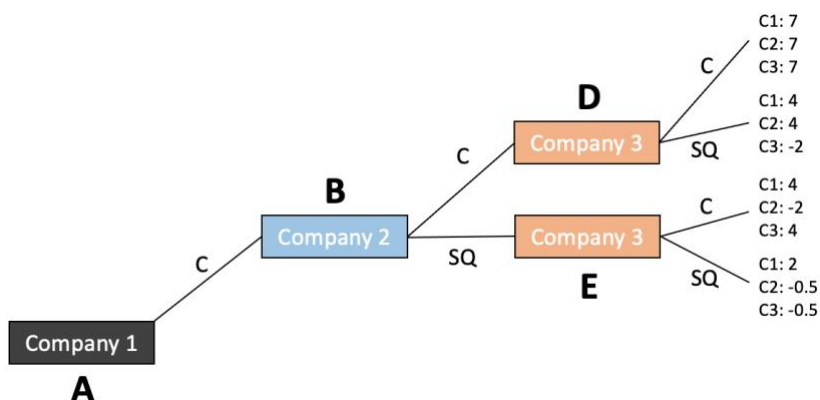 C1: 7
C2: 7
C3: 7
C
D
C1: 4
C2: 4
C3: -2
Company 3
SQ
C
B
C1: 4
C2: -2
C3: 4
C
Company 2
Company 3
SQ
C
E
SQ
C1: 2
C2: -0.5
C3: -0.5
Company 1
A